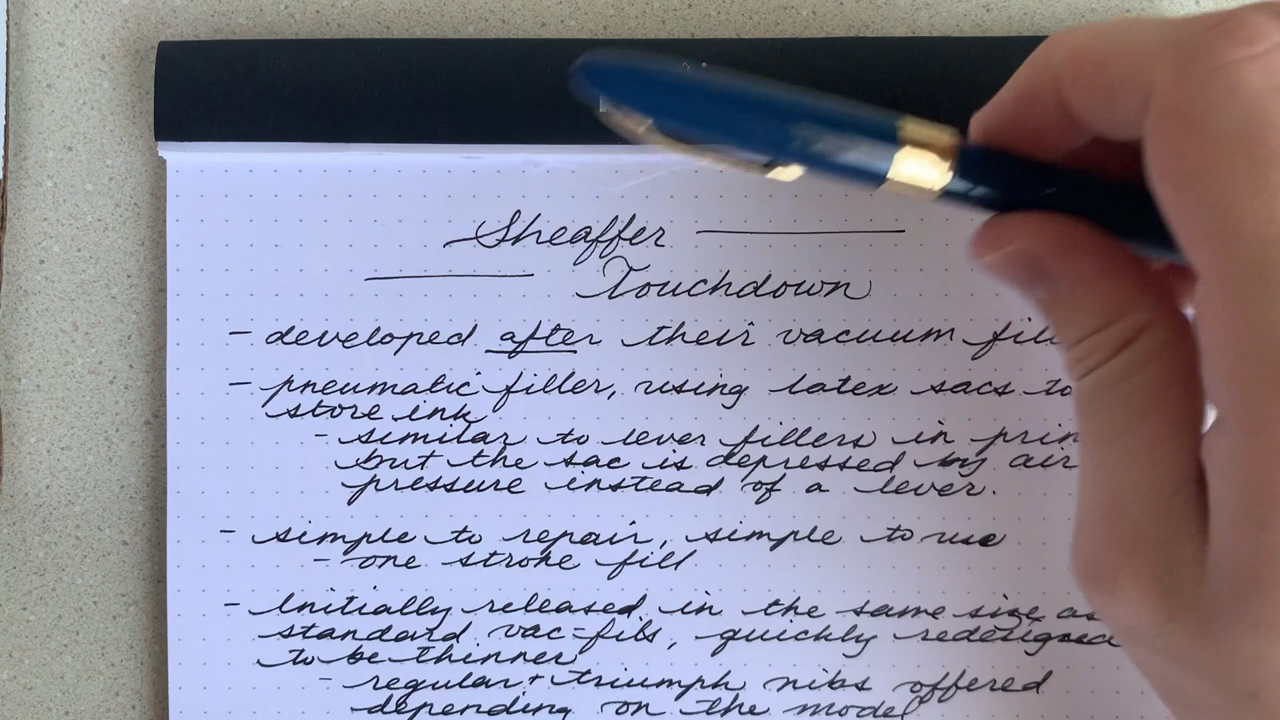 Sheaffer
Touchdown
- developed after their vacuum fill
- pneumatic filler, using latex sacs to
store ink
- similar to lever fillers in prin
but the sac is depressed by air
pressure instead of a lever.
- simple to repair, simple to use
- one stroke fill
- Initially released in the same size as
standard vac-fils, quickly redesigned
to be thinner
- regular + triumph nibs offered
depending on the model